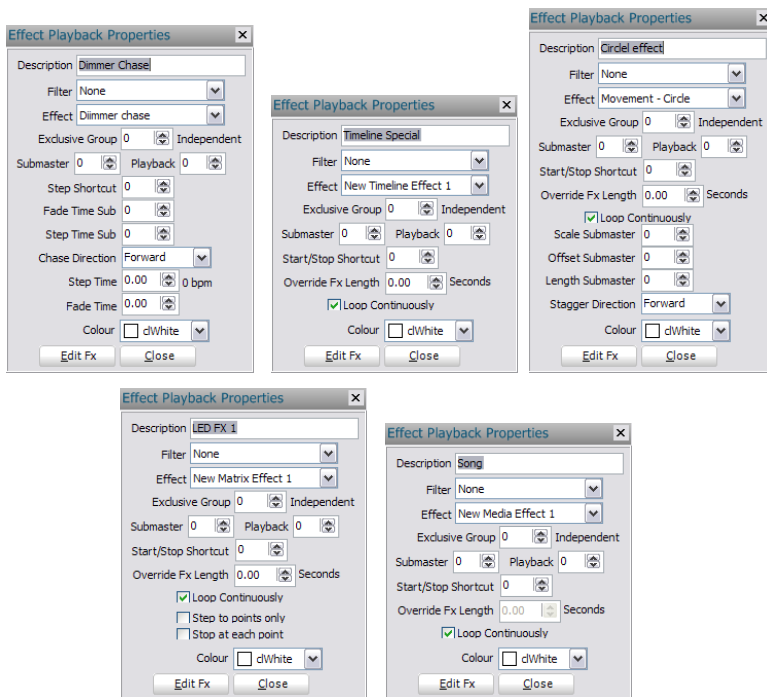 Effect Playback Properties
Description Dimmer Chase
Filter None
Effect Diimmer chase
Exclusive Group 0 Independent
Submaster 0 Playback 0
Step Shortcut 0
Fade Time Sub 0
Step Time Sub 0
Chase Direction Forward
Step Time 0.00 0 bpm
Fade Time 0.00
Colour clWhite
Edit Fx Close
Effect Playback Properties
Description Timeline Special
Filter None
Effect New Timeline Effect 1
Exclusive Group 0 Independent
Submaster 0 Playback 0
Start/Stop Shortcut 0
Override Fx Length 0.00 Seconds
Loop Continuously
Colour clWhite
Edit Fx Close
Effect Playback Properties
Description Circlel effect
Filter None
Effect Movement - Circle
Exclusive Group 0 Independent
Submaster 0 Playback 0
Start/Stop Shortcut 0
Override Fx Length 0.00 Seconds
Loop Continuously
Scale Submaster 0
Offset Submaster 0
Length Submaster 0
Stagger Direction Forward
Colour clWhite
Edit Fx Close
Effect Playback Properties
Description LED FX 1
Filter None
Effect New Matrix Effect 1
Exclusive Group 0 Independent
Submaster 0 Playback 0
Start/Stop Shortcut 0
Override Fx Length 0.00 Seconds
Loop Continuously
Step to points only
Stop at each point
Colour clWhite
Edit Fx Close
Effect Playback Properties
Description Song
Filter None
Effect New Media Effect 1
Exclusive Group 0 Independent
Submaster 0 Playback 0
Start/Stop Shortcut 0
Override Fx Length 0.00 Seconds
Loop Continuously
Colour clWhite
Edit Fx Close